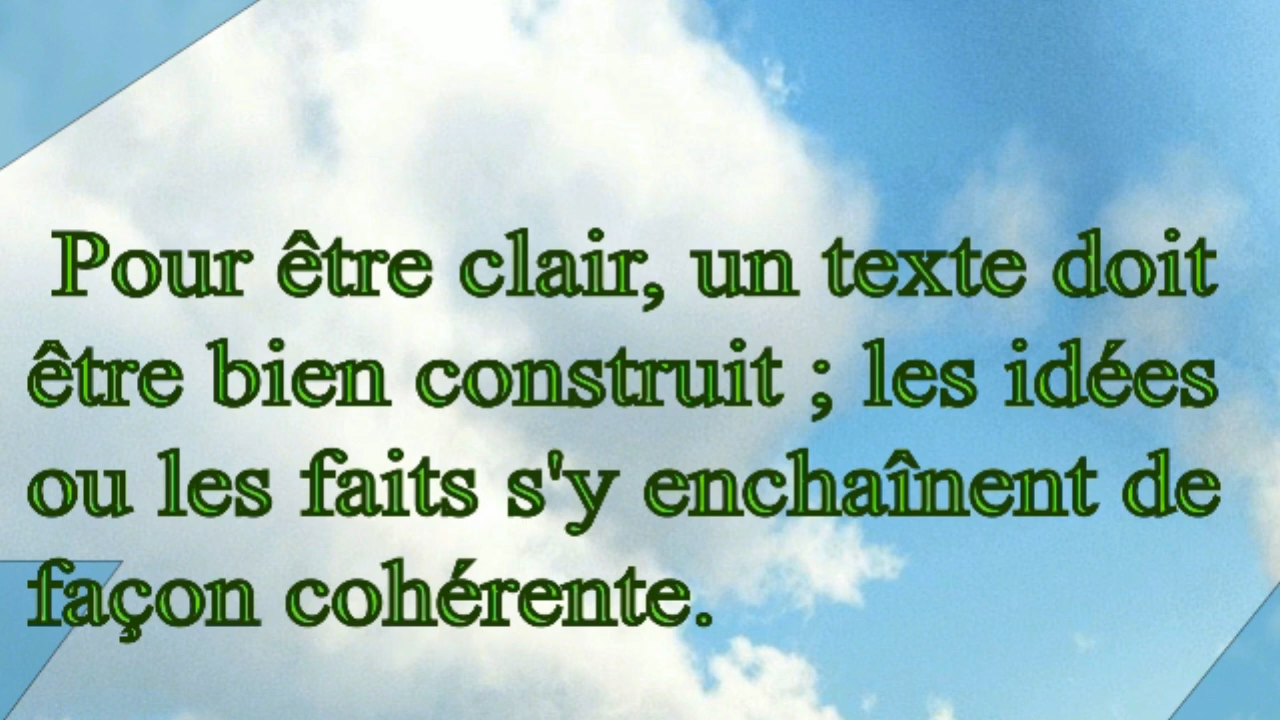 Pour être clair, un texte doit
être bien construit ; les idées
ou les faits s'y enchaînent de
façon cohérente.